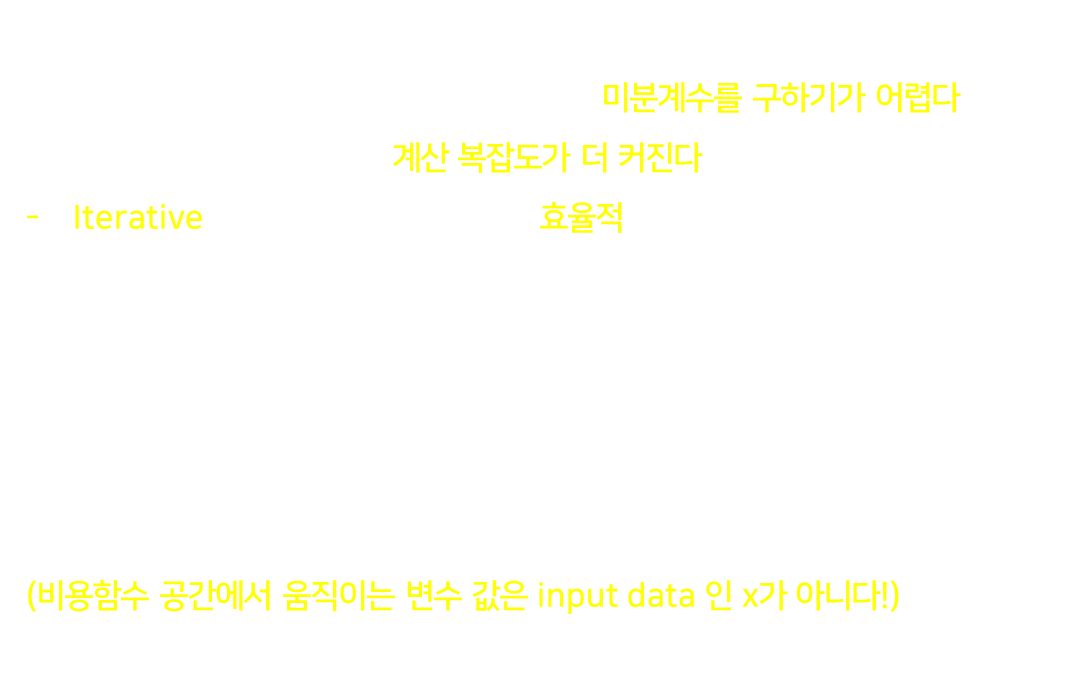 미분계수를 구하기가 어렵다
계산 복잡도가 더 커진다
- Iterative 효율적
(비용함수 공간에서 움직이는 변수 값은 input data 인 x가 아니다!)